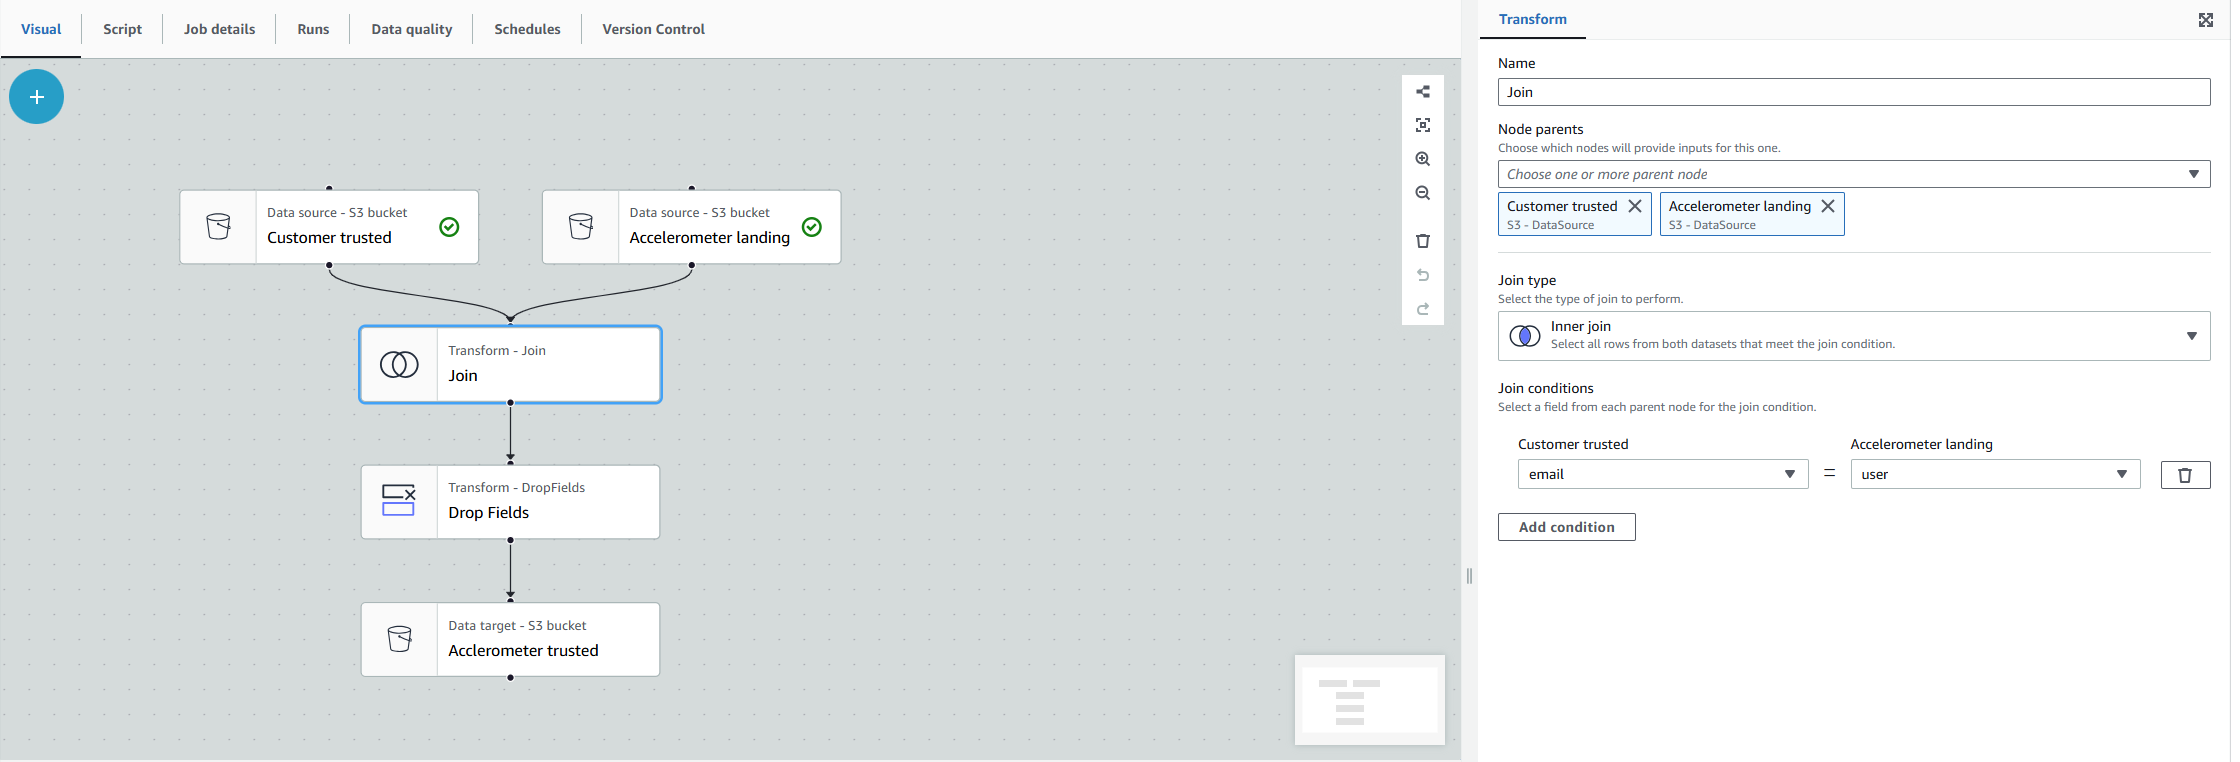 Visual Script Job details Runs Data quality Schedules Version Control
Data source - S3 bucket
Customer trusted
Data source - S3 bucket
Accelerometer landing
Transform - Join
Join
Transform - DropFields
Drop Fields
Data target - S3 bucket
Acclerometer trusted
Transform
Name
Join
Node parents
Choose which nodes will provide inputs for this one.
Choose one or more parent node
Customer trusted
S3 - DataSource
Accelerometer landing
S3 - DataSource
Join type
Select the type of join to perform.
Inner join
Select all rows from both datasets that meet the join condition.
Join conditions
Select a field from each parent node for the join condition.
Customer trusted Accelerometer landing
email = user
Add condition